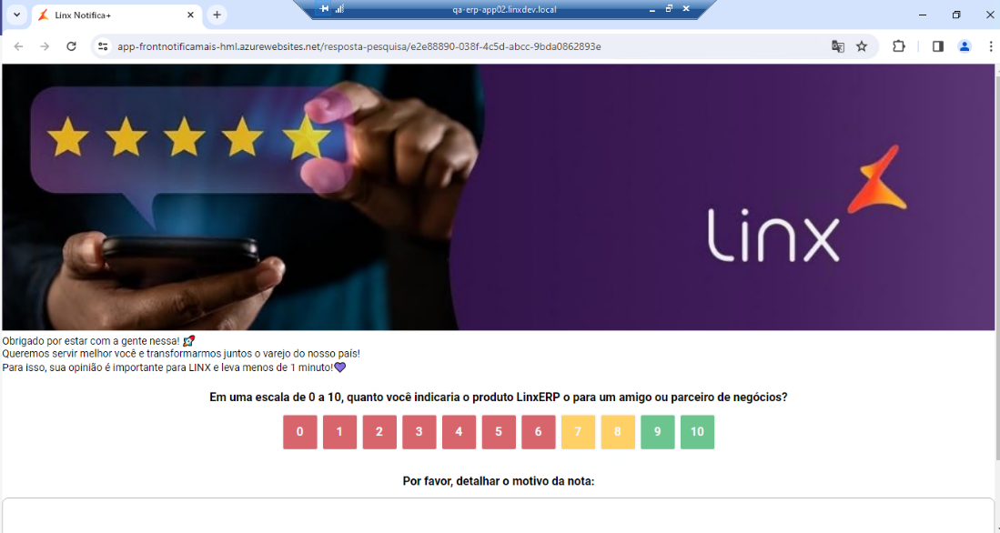 Linx Notifica+
qa-erp-app02.linxdev.local
app-frontnotificamais-hml.azurewebsites.net/resposta-pesquisa/e2e88890-038f-4c5d-abcc-9bda0862893e
Linx
Obrigado por estar com a gente nessa! 🚀
Queremos servir melhor você e transformarmos juntos o varejo do nosso país!
Para isso, sua opinião é importante para LINX e leva menos de 1 minuto!💜
Em uma escala de 0 a 10, quanto você indicaria o produto LinxERP o para um amigo ou parceiro de negócios?
0 1 2 3 4 5 6 7 8 9 10
Por favor, detalhar o motivo da nota: